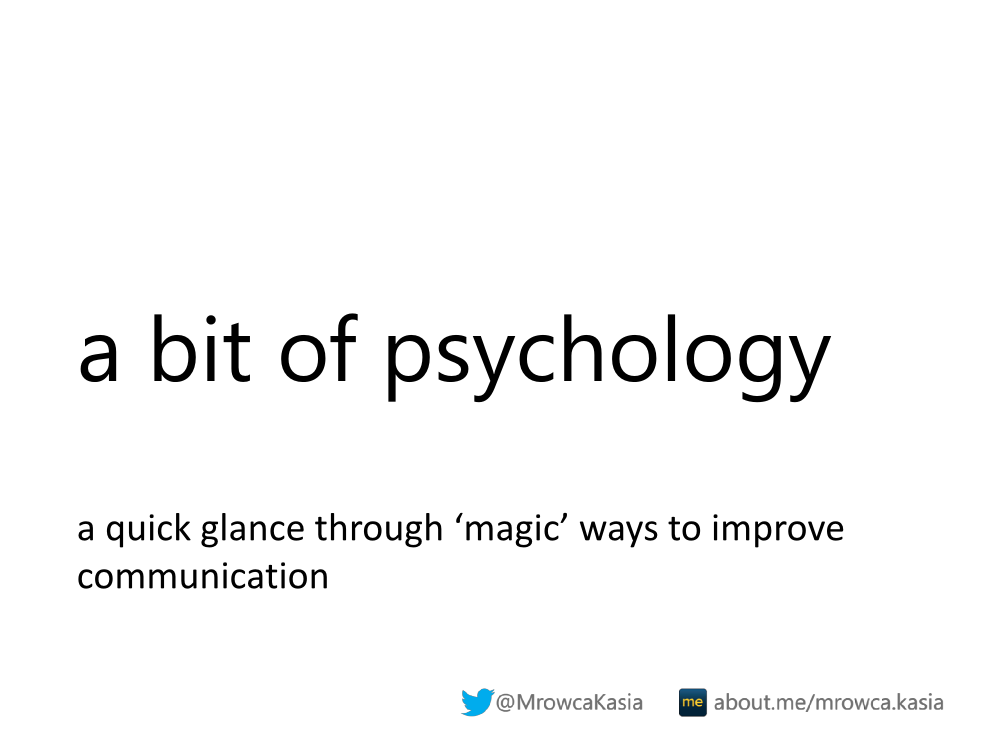 a bit of psychology
a quick glance through ‘magic’ ways to improve
communication
@MrowcaKasia
me about.me/mrowca.kasia